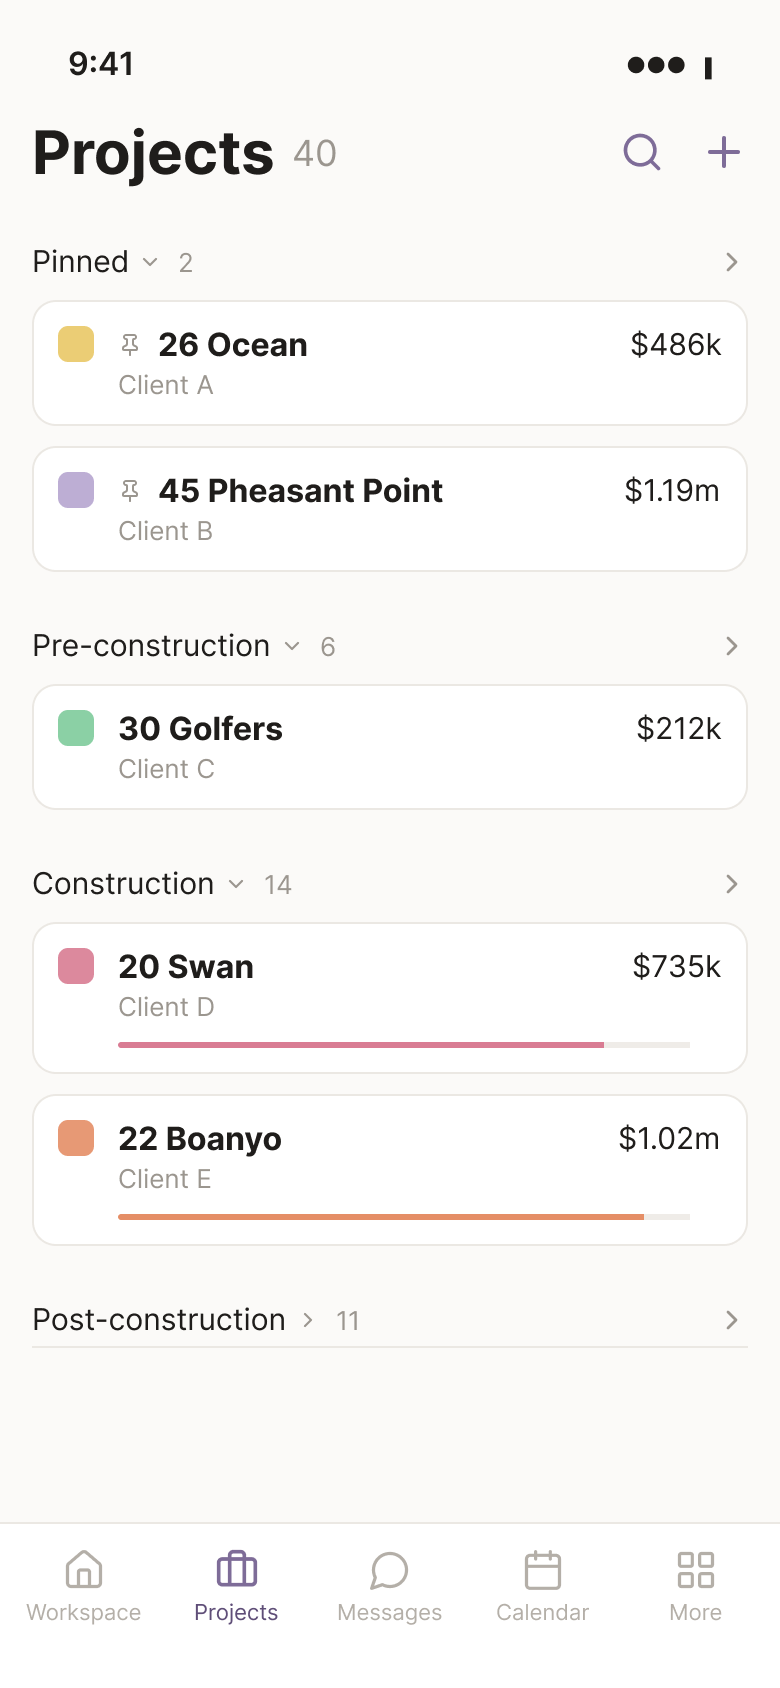 9:41
Projects 40
Pinned 2
26 Ocean $486k
Client A
45 Pheasant Point $1.19m
Client B
Pre-construction 6
30 Golfers $212k
Client C
Construction 14
20 Swan $735k
Client D
22 Boanyo $1.02m
Client E
Post-construction 11
Workspace Projects Messages Calendar More